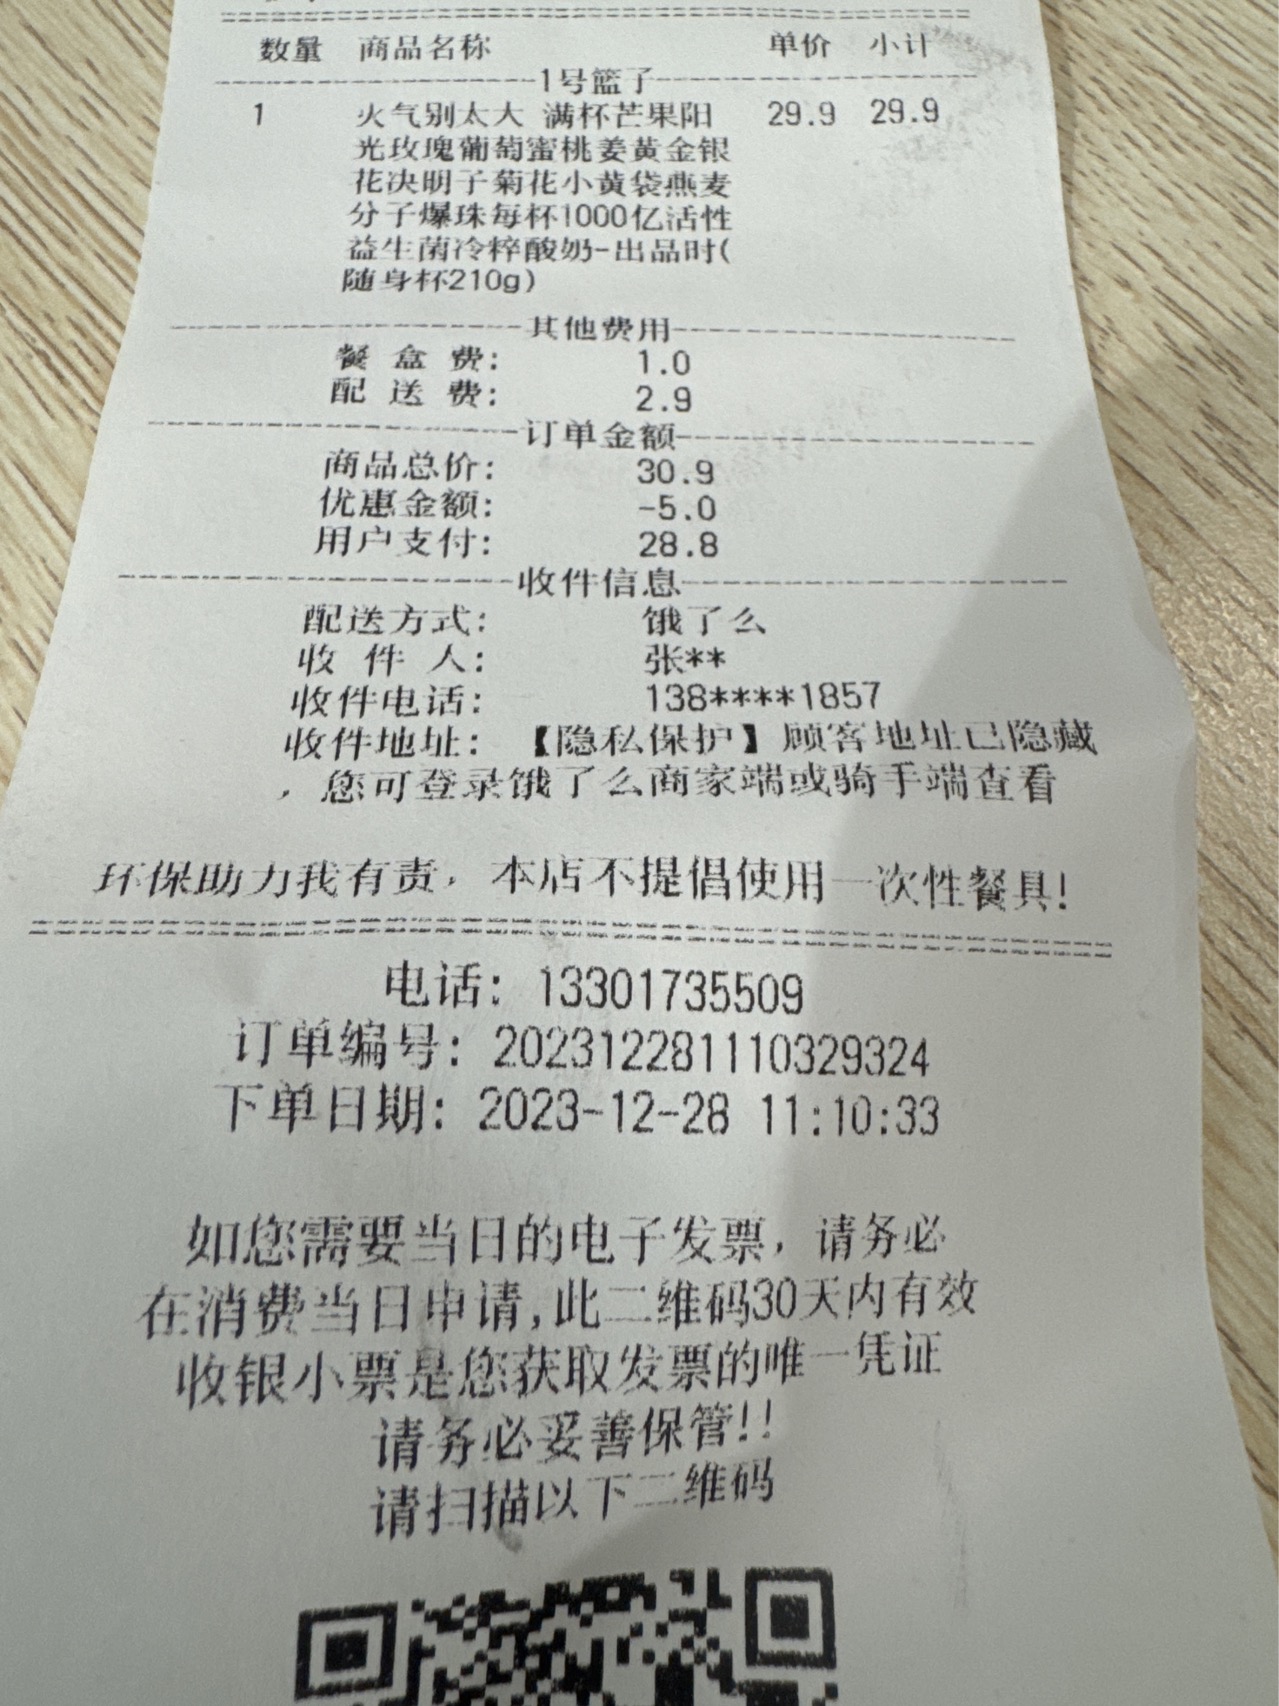 数量 商品名称 单价 小计
1号篮子
1 火气别太大 满杯芒果阳 29.9 29.9
光玫瑰葡萄蜜桃姜黄金银
花决明子菊花小黄袋燕麦
分子爆珠每杯1000亿活性
益生菌冷粹酸奶-出品时(
随身杯210g)
其他费用
餐盒费: 1.0
配送费: 2.9
订单金额
商品总价: 30.9
优惠金额: -5.0
用户支付: 28.8
收件信息
配送方式: 饿了么
收件人: 张**
收件电话: 138****1857
收件地址: 【隐私保护】顾客地址已隐藏
，您可登录饿了么商家端或骑手端查看
环保助力我有责，本店不提倡使用一次性餐具!
电话: 13301735509
订单编号: 202312281110329324
下单日期: 2023-12-28 11:10:33
如您需要当日的电子发票，请务必
在消费当日申请,此二维码30天内有效
收银小票是您获取发票的唯一凭证
请务必妥善保管!!
请扫描以下二维码